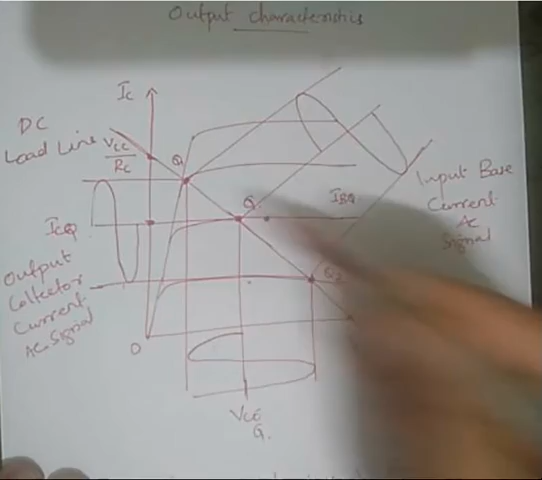 Output characteristis
Ic
DC
Load Line
Vcc
Rc
Q1
Q
IBQ
Input Base
Current
AC
Signal
ICQ
Output
Collector
Current
AC Signal
Q2
O
VCE
Q